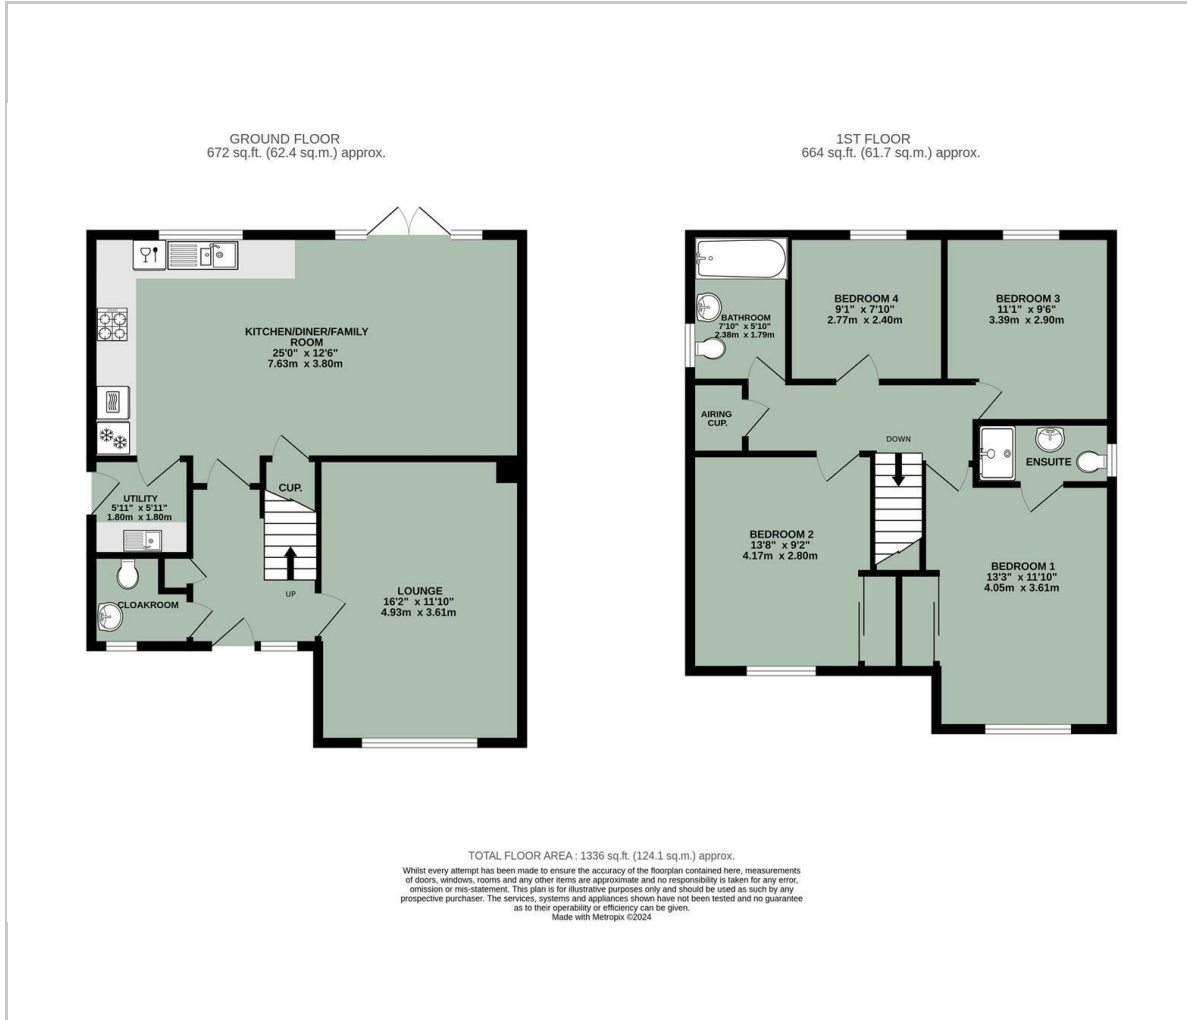 GROUND FLOOR
672 sq.ft. (62.4 sq.m.) approx.
1ST FLOOR
664 sq.ft. (61.7 sq.m.) approx.
KITCHEN/DINER/FAMILY
ROOM
25'0" x 12'6"
7.63m x 3.80m
UTILITY
5'11" x 5'11"
1.80m x 1.80m
CUP.
CLOAKROOM
UP
LOUNGE
16'2" x 11'10"
4.93m x 3.61m
BATHROOM
7'10" x 5'10"
2.38m x 1.79m
BEDROOM 4
9'1" x 7'10"
2.77m x 2.40m
BEDROOM 3
11'1" x 9'6"
3.39m x 2.90m
AIRING
CUP.
DOWN
ENSUITE
BEDROOM 2
13'8" x 9'2"
4.17m x 2.80m
BEDROOM 1
13'3" x 11'10"
4.05m x 3.61m
TOTAL FLOOR AREA : 1336 sq.ft. (124.1 sq.m.) approx.
Whilst every attempt has been made to ensure the accuracy of the floorplan contained here, measurements
of doors, windows, rooms and any other items are approximate and no responsibility is taken for any error,
omission or mis-statement. This plan is for illustrative purposes only and should be used as such by any
prospective purchaser. The services, systems and appliances shown have not been tested and no guarantee
as to their operability or efficiency can be given.
Made with Metropix ©2024